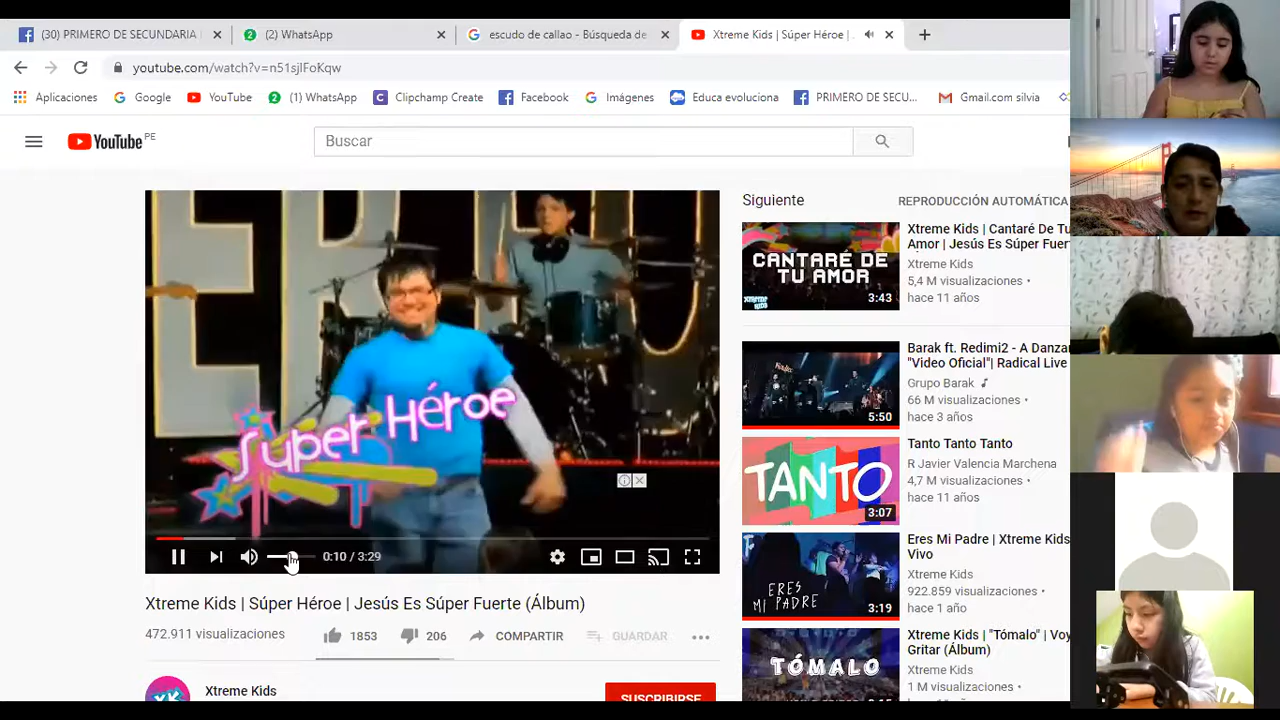 (30) PRIMERO DE SECUNDARIA
(2) WhatsApp
escudo de callao - Búsqueda de
Xtreme Kids | Súper Héroe |
youtube.com/watch?v=n51sjlFoKqw
Aplicaciones
Google
YouTube
(1) WhatsApp
Clipchamp Create
Facebook
Imágenes
Educa evoluciona
PRIMERO DE SECU...
Gmail.com silvia
YouTube PE
Buscar
Súper Héroe
0:10 / 3:29
Xtreme Kids | Súper Héroe | Jesús Es Súper Fuerte (Álbum)
472.911 visualizaciones
1853
206
COMPARTIR
GUARDAR
Xtreme Kids
SUSCRIBIRSE
Siguiente
REPRODUCCIÓN AUTOMÁTICA
CANTARÉ DE
TU AMOR
XTREME
KIDS
3:43
Xtreme Kids | Cantaré De Tu
Amor | Jesús Es Súper Fuer
Xtreme Kids
5,4 M visualizaciones •
hace 11 años
5:50
Barak ft. Redimi2 - A Danza
"Video Oficial"| Radical Live
Grupo Barak
66 M visualizaciones •
hace 3 años
TANTO
3:07
Tanto Tanto Tanto
R Javier Valencia Marchena
4,7 M visualizaciones •
hace 11 años
ERES
MI PADRE
3:19
Eres Mi Padre | Xtreme Kids
Vivo
Xtreme Kids
922.859 visualizaciones •
hace 1 año
TÓMALO
Xtreme Kids | "Tómalo" | Voy
Gritar (Álbum)
Xtreme Kids
1 M visualizaciones •